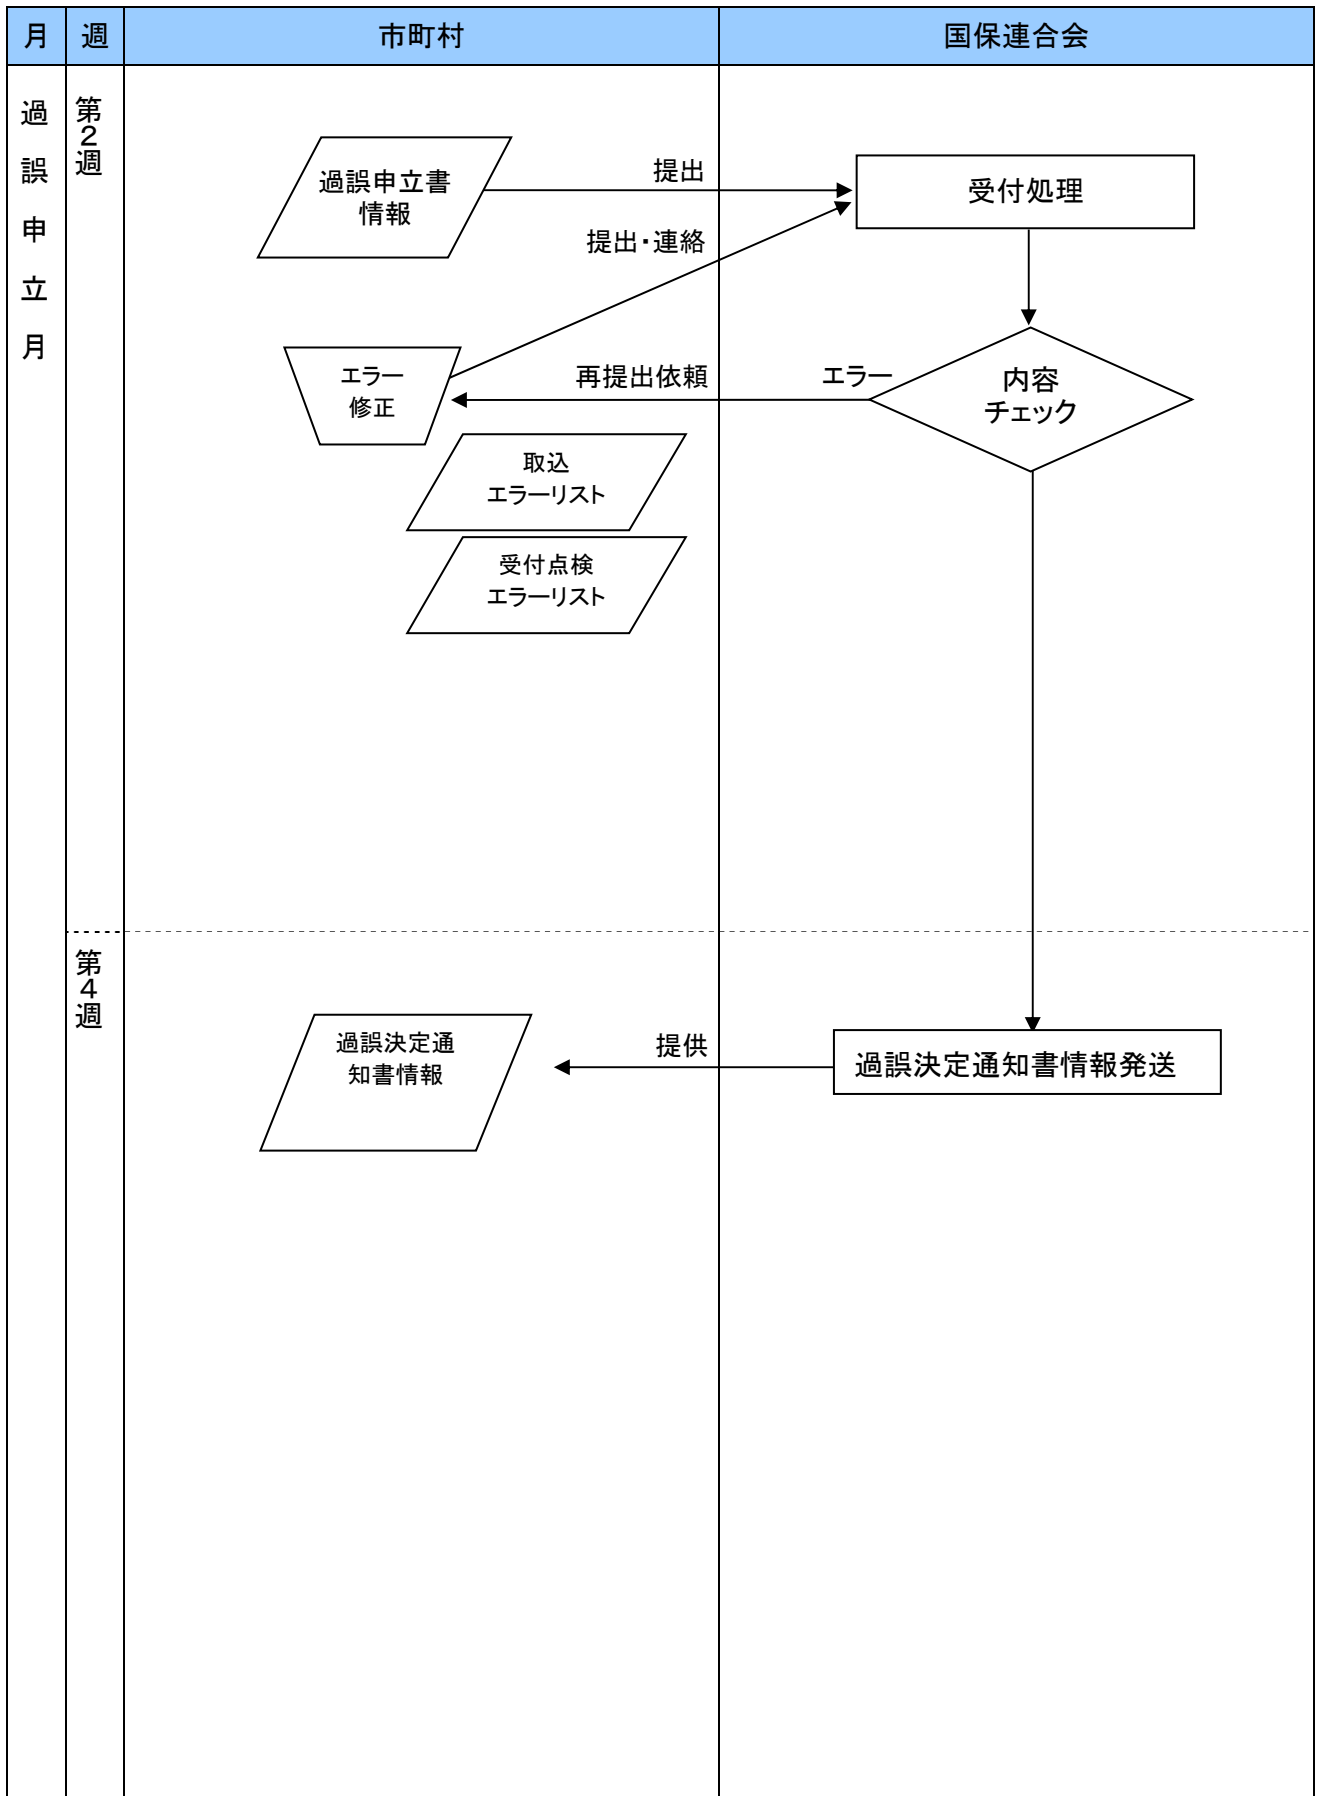 月
週
市町村
国保連合会
過誤申立月
第2週
過誤申立書
情報
提出
受付処理
提出・連絡
エラー
修正
再提出依頼
エラー
内容
チェック
取込
エラーリスト
受付点検
エラーリスト
第4週
過誤決定通
知書情報
提供
過誤決定通知書情報発送